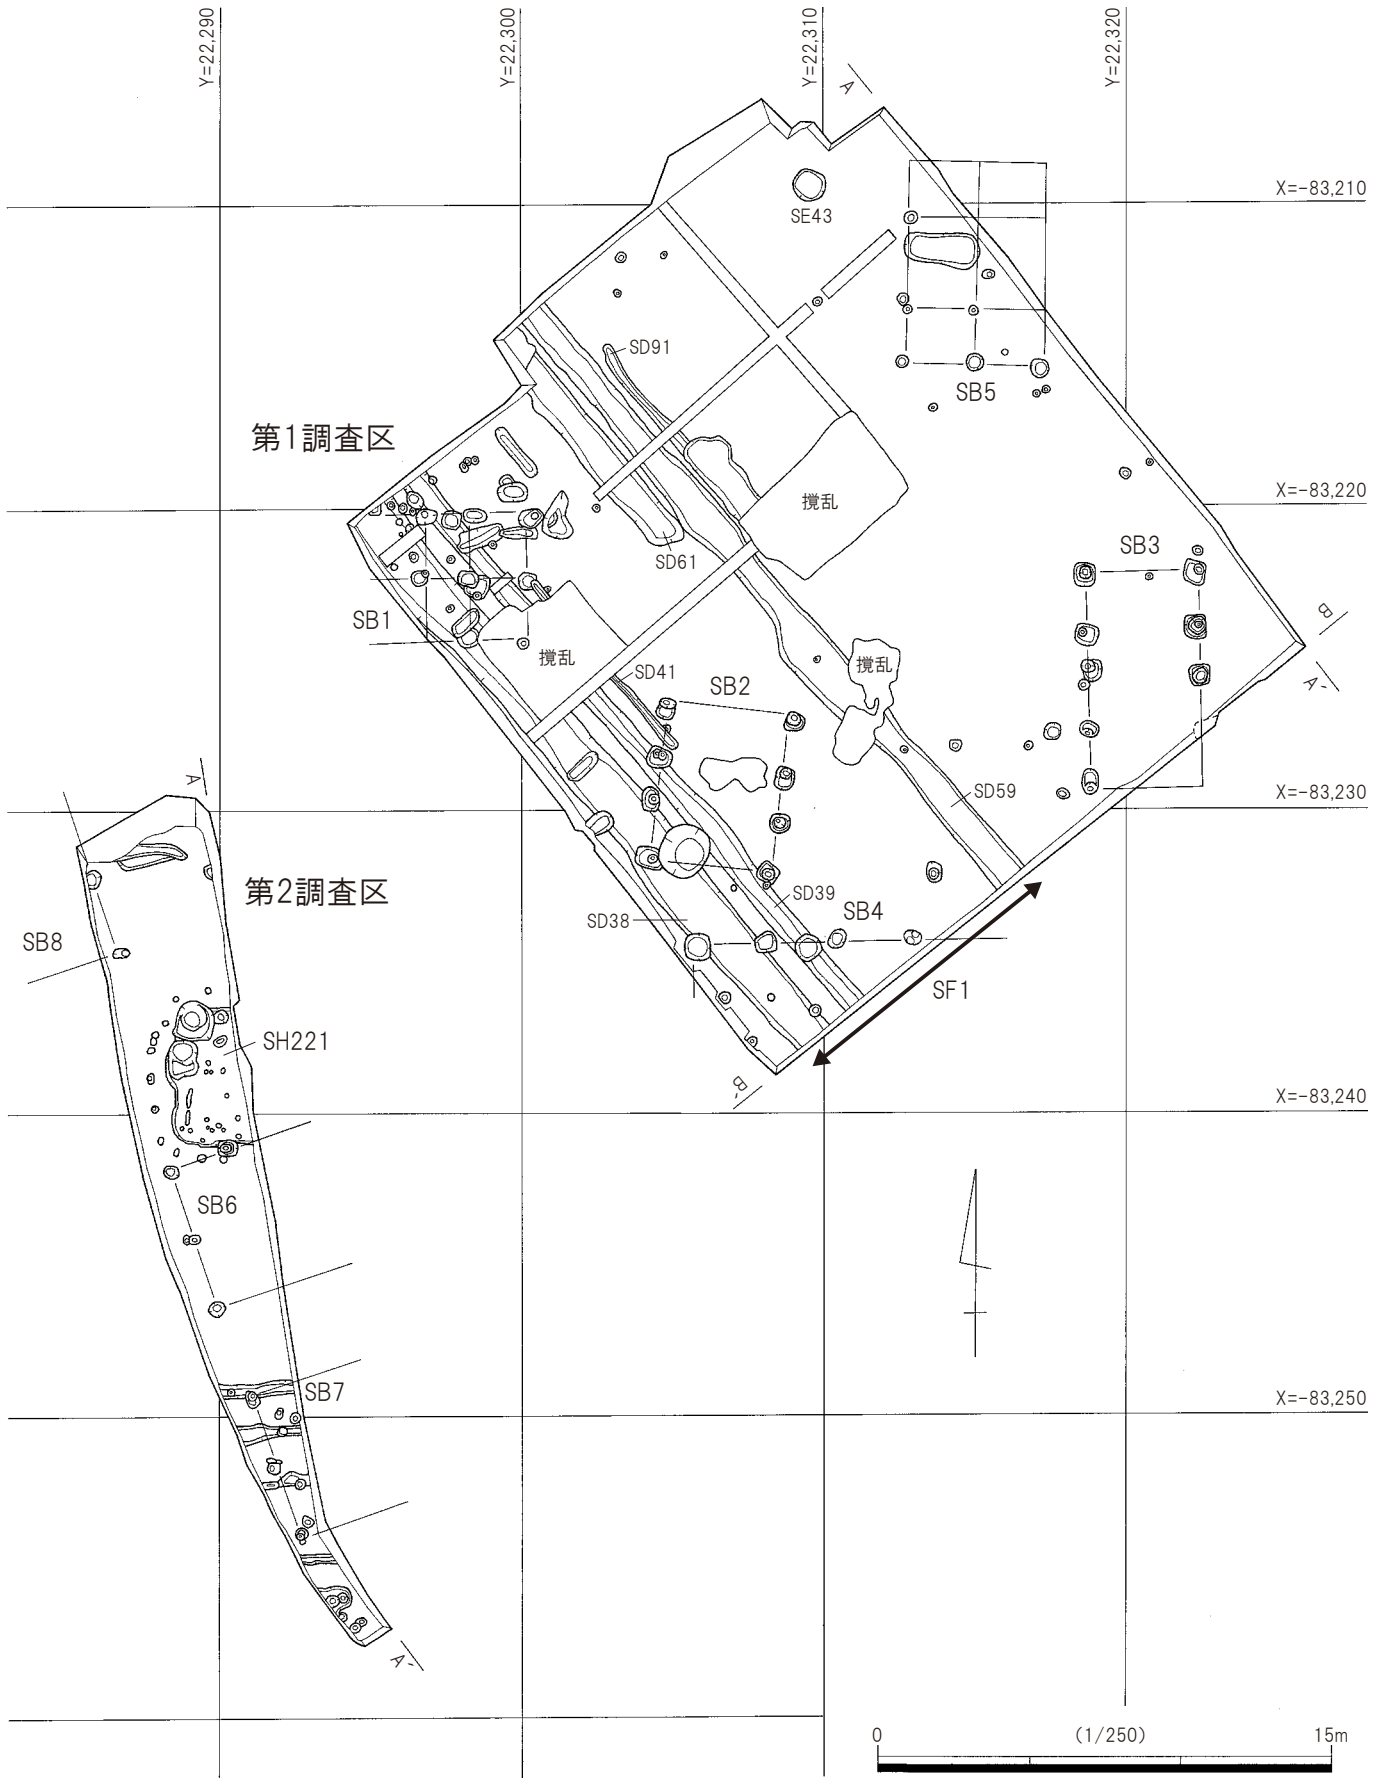 Y=22,290
Y=22,300
Y=22,310
Y=22,320
A
X=-83,210
SE43
SD91
SB5
第1調査区
X=-83,220
撹乱
SD61
SB3
SB1
B
撹乱
撹乱
SD41
SB2
A'
A
SD59
X=-83,230
第2調査区
SD39
SB4
SD38
SB8
SF1
SH221
B'
X=-83,240
SB6
SB7
X=-83,250
A'
0 (1/250) 15m